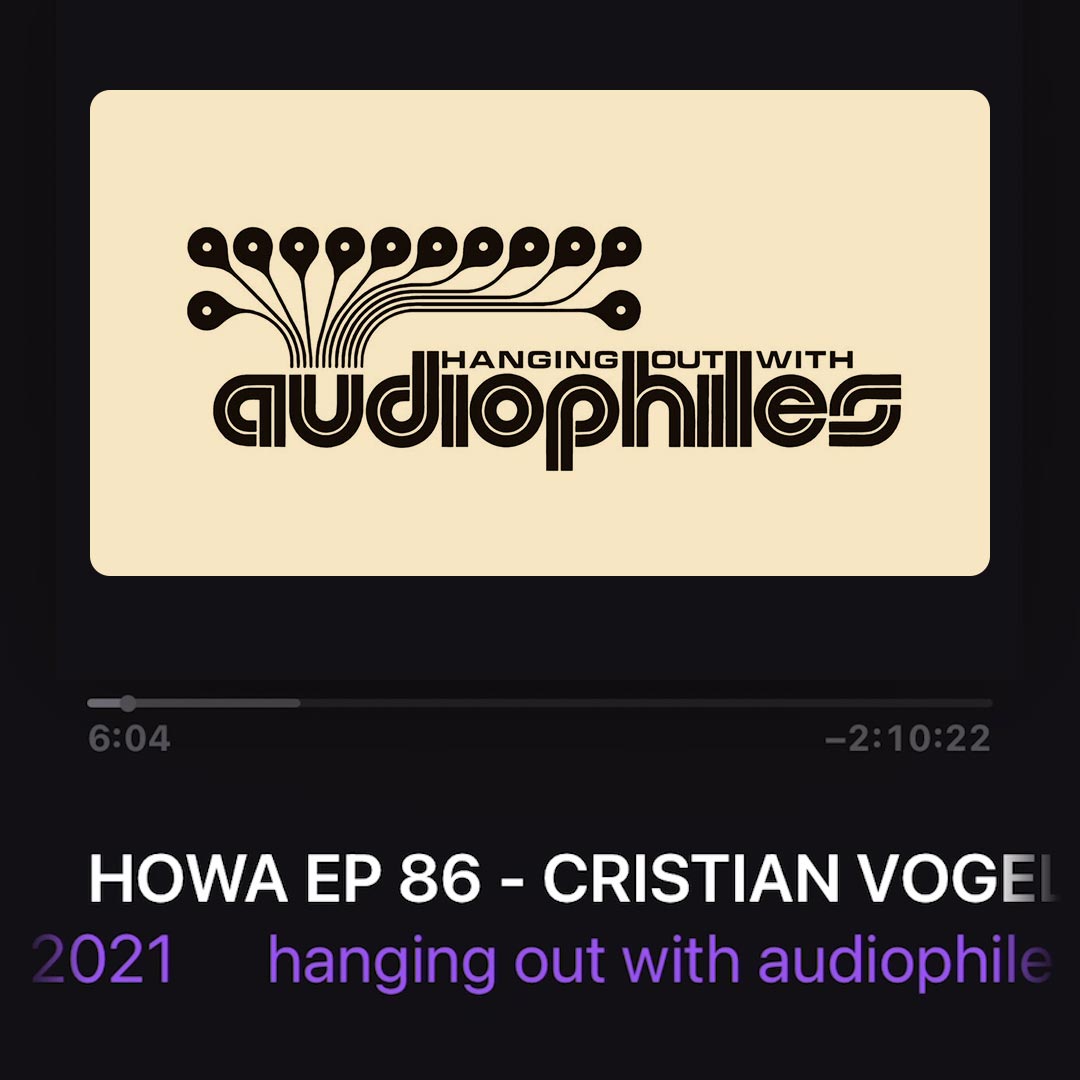 HANGING OUT WITH
audiophiles
6:04
−2:10:22
HOWA EP 86 - CRISTIAN VOGEL
2021 hanging out with audiophile